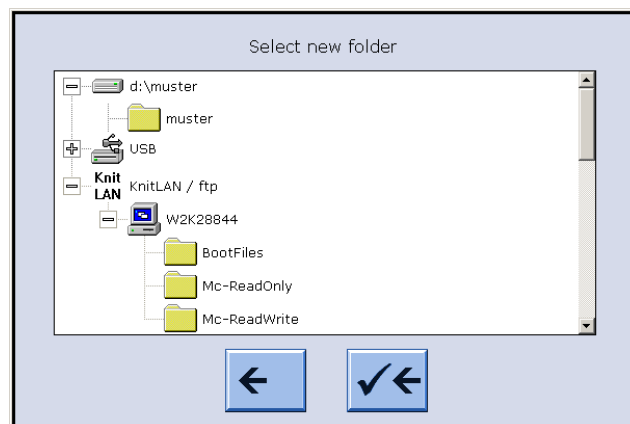 Select new folder
d:\muster
muster
USB
Knit
LAN
KnitLAN / ftp
W2K28844
BootFiles
Mc-ReadOnly
Mc-ReadWrite